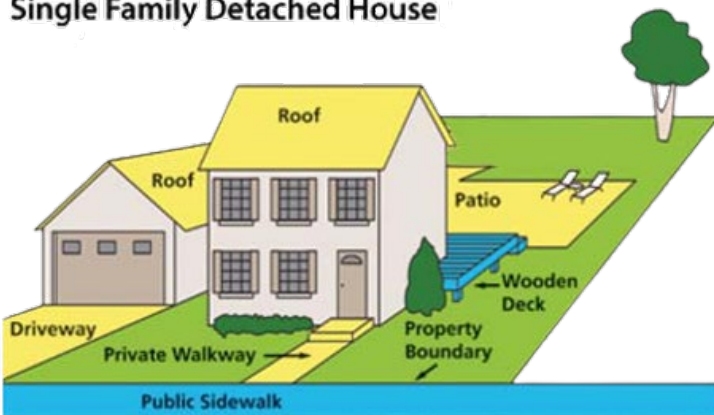 Single Family Detached House
Roof
Roof
Patio
Wooden
Deck
Driveway
Property
Boundary
Private Walkway
Public Sidewalk